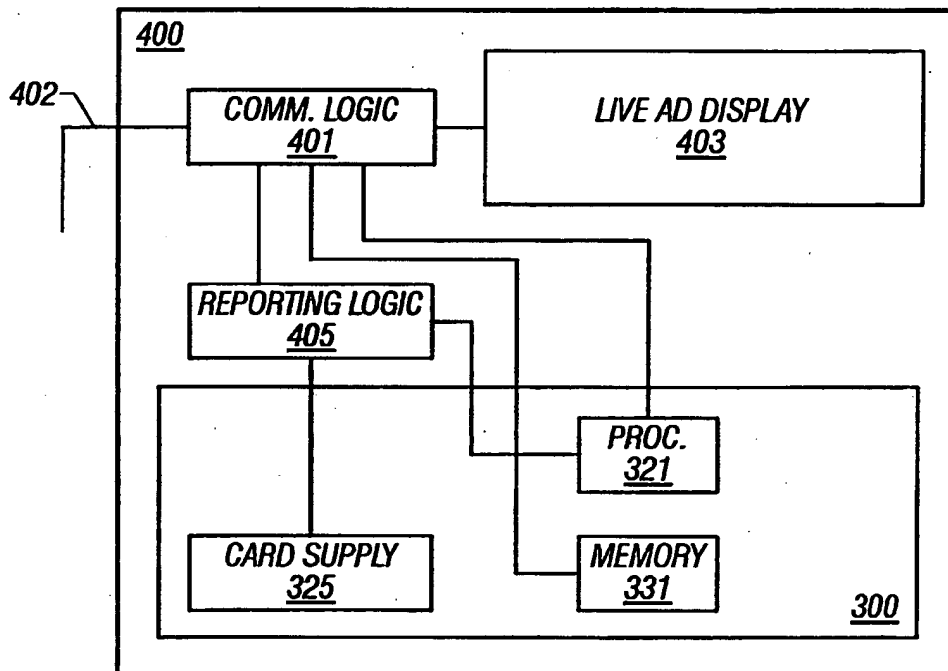 400
402
COMM. LOGIC
401
LIVE AD DISPLAY
403
REPORTING LOGIC
405
PROC.
321
CARD SUPPLY
325
MEMORY
331
300